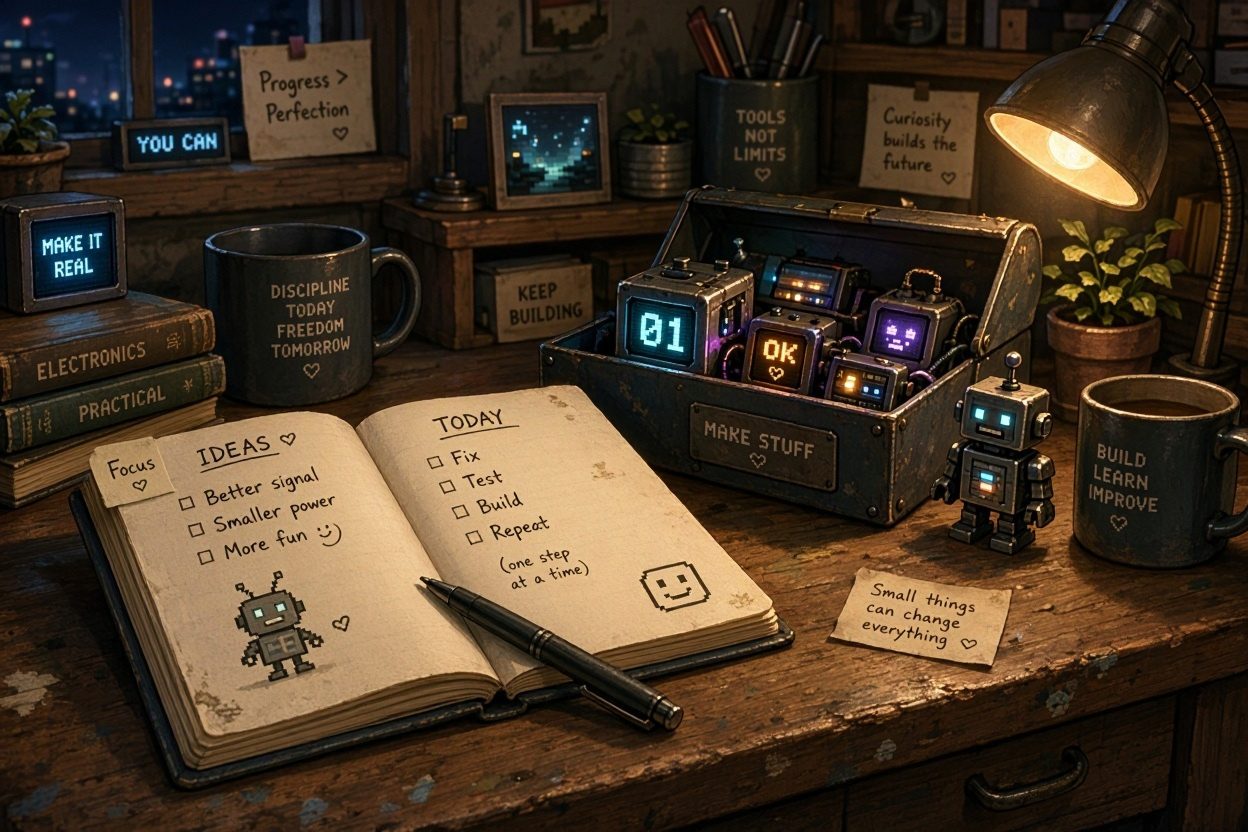 Progress >
Perfection
YOU CAN
MAKE IT
REAL
TOOLS
NOT
LIMITS
Curiosity
builds the
future
DISCIPLINE
TODAY
FREEDOM
TOMORROW
KEEP
BUILDING
ELECTRONICS
PRACTICAL
01
OK
MAKE STUFF
BUILD
LEARN
IMPROVE
Focus
IDEAS
Better signal
Smaller power
More fun
TODAY
Fix
Test
Build
Repeat
(one step
at a time)
Small things
can change
everything